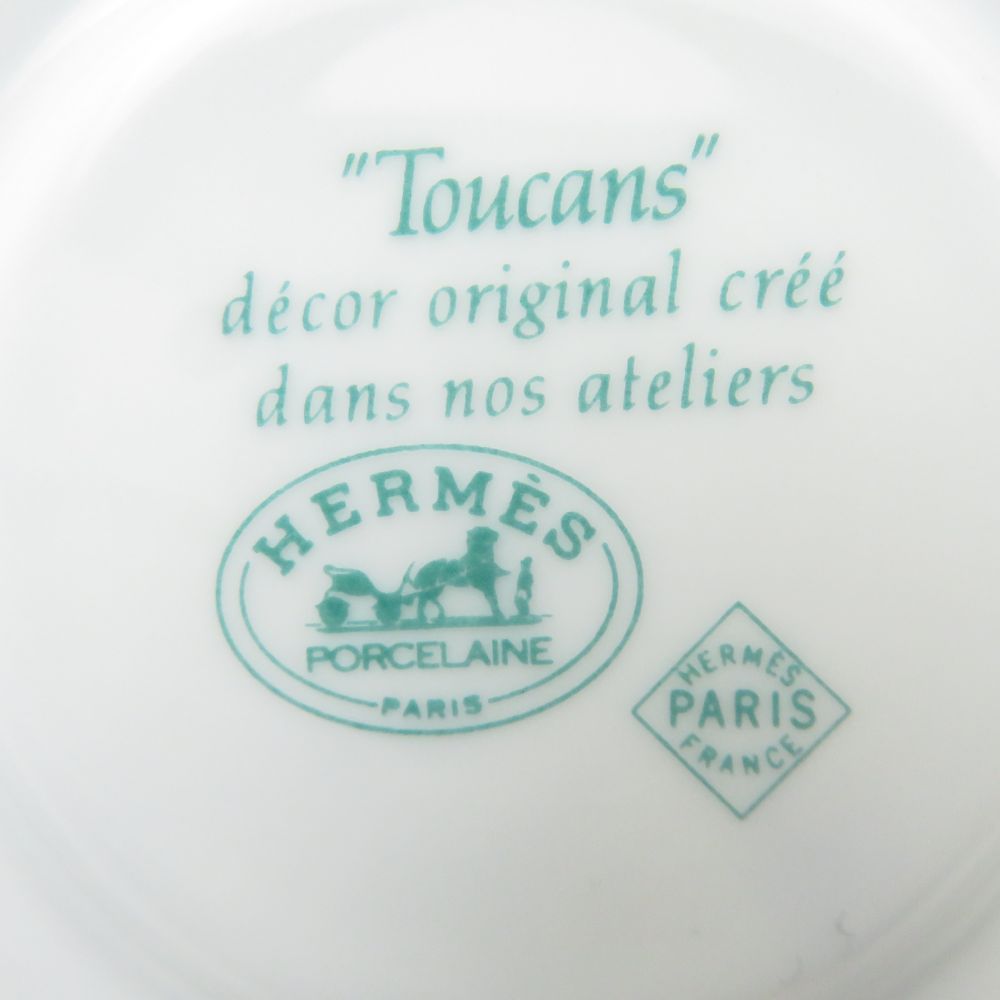 "Toucans"
décor original créé
dans nos ateliers
HERMÈS
PORCELAINE
PARIS
HERMÈS
PARIS
FRANCE